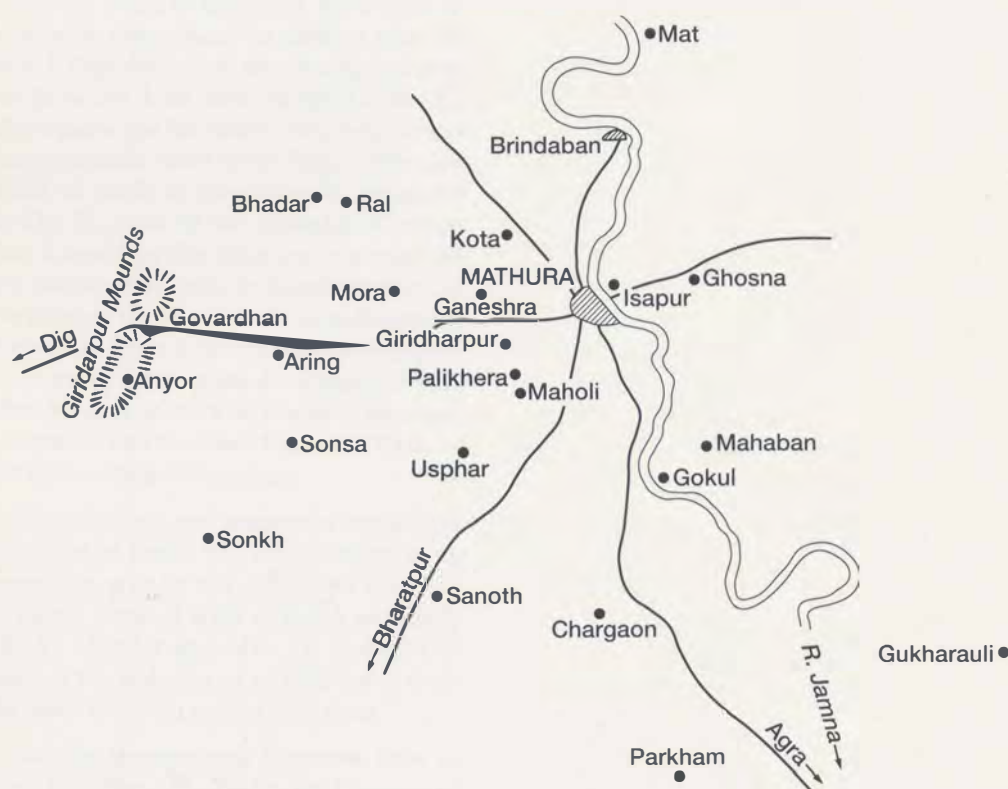 Mat
Brindaban
Bhadar
Ral
Kota
MATHURA
Ghosna
Isapur
Mora
Ganeshra
Giridarpur Mounds
Govardhan
Dig
Giridharpur
Aring
Anyor
Palikhera
Maholi
Sonsa
Usphar
Mahaban
Gokul
Sonkh
Bharatpur
Sanoth
Chargaon
R. Jamna
Gukharauli
Agra
Parkham